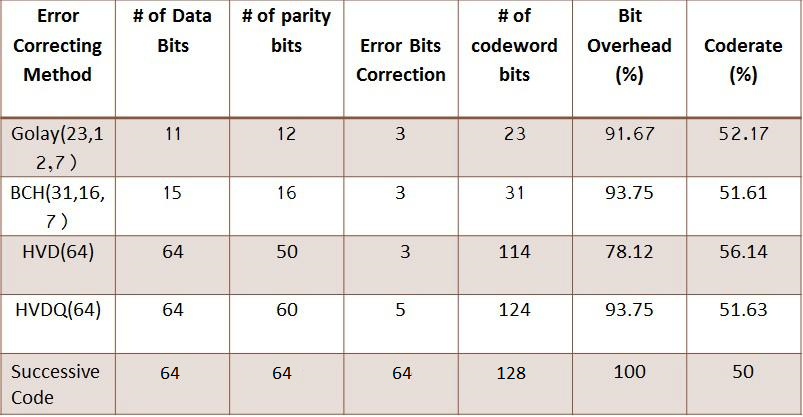 Error Correcting Method # of Data Bits # of parity bits Error Bits Correction # of codeword bits Bit Overhead (%) Coderate (%)
Golay(23,12,7) 11 12 3 23 91.67 52.17
BCH(31,16,7) 15 16 3 31 93.75 51.61
HVD(64) 64 50 3 114 78.12 56.14
HVDQ(64) 64 60 5 124 93.75 51.63
Successive Code 64 64 64 128 100 50